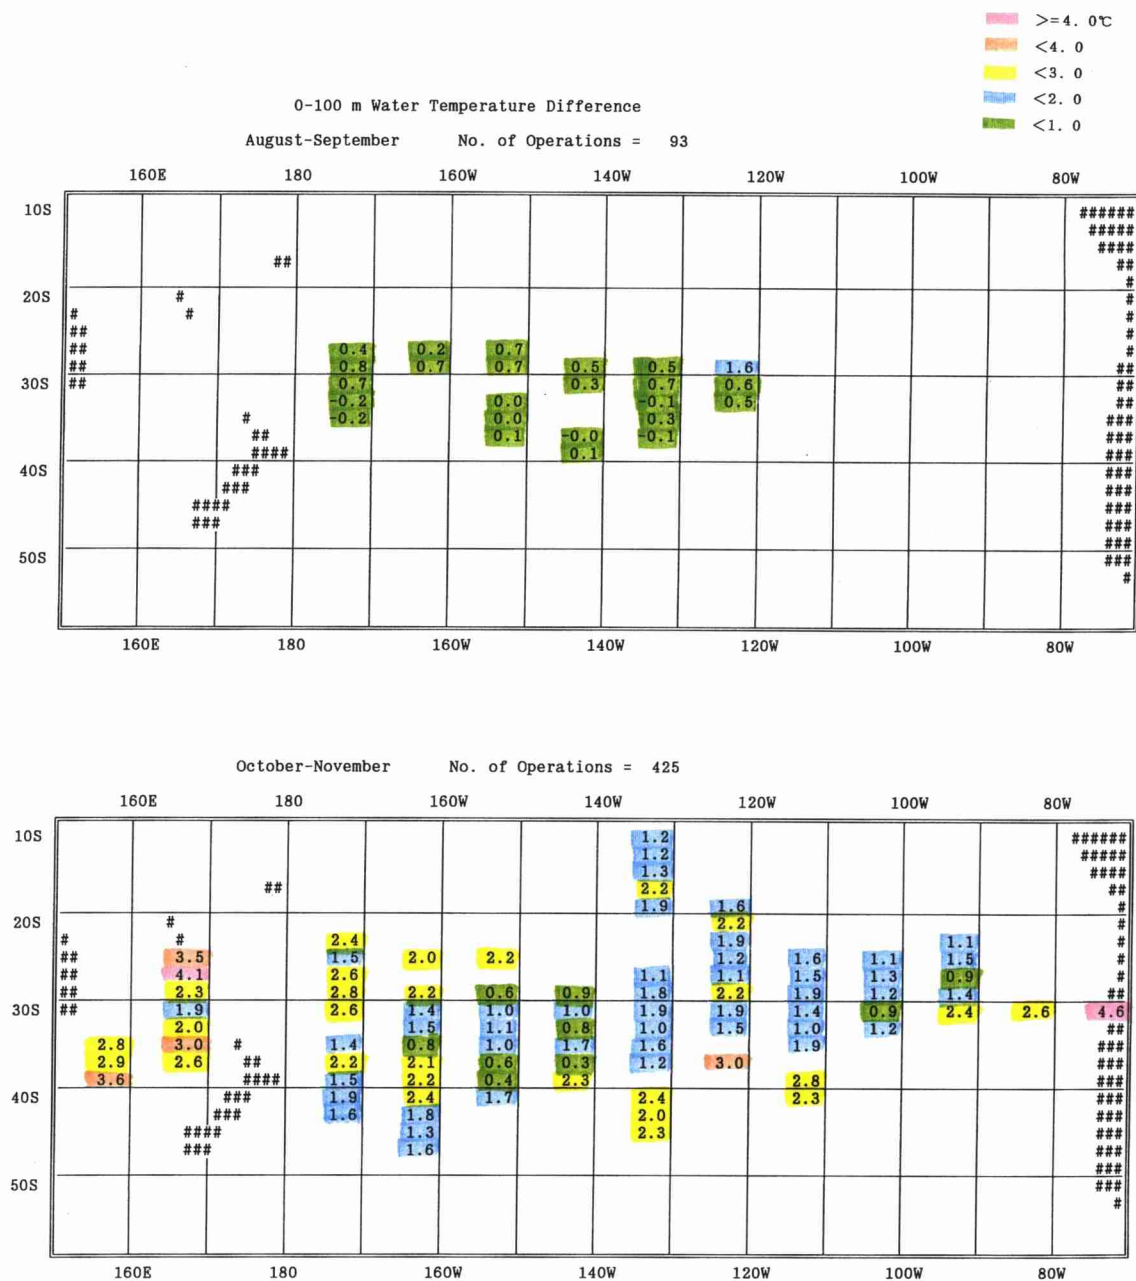 >=4. 0℃
<4. 0
<3. 0
<2. 0
<1. 0
0-100 m Water Temperature Difference
August-September No. of Operations = 93
160E 180 160W 140W 120W 100W 80W
10S ######
#####
####
## ##
#
20S # #
# # #
## #
## 0.4 0.2 0.7 #
## 0.8 0.7 0.7 0.5 0.5 1.6 ##
30S ## 0.7 0.3 0.7 0.6 ##
-0.2 0.0 -0.1 0.5 ##
# -0.2 0.0 0.3 ###
## 0.1 -0.0 -0.1 ###
#### 0.1 ###
40S ### ###
### ###
#### ###
### ###
###
50S ###
#
160E 180 160W 140W 120W 100W 80W
October-November No. of Operations = 425
160E 180 160W 140W 120W 100W 80W
10S 1.2 ######
1.2 #####
1.3 ####
## 2.2 ##
1.9 1.6 #
20S # 2.2 #
# # 2.4 1.9 1.1 #
## 3.5 1.5 2.0 2.2 1.2 1.6 1.1 1.5 #
## 4.1 2.6 1.1 1.1 1.5 1.3 0.9 #
## 2.3 2.8 2.2 0.6 0.9 1.8 2.2 1.9 1.2 1.4 ##
30S ## 1.9 2.6 1.4 1.0 1.0 1.9 1.9 1.4 0.9 2.4 2.6 4.6
2.0 1.5 1.1 0.8 1.0 1.5 1.0 1.2 ##
2.8 3.0 # 1.4 0.8 1.0 1.7 1.6 1.9 ###
2.9 2.6 ## 2.2 2.1 0.6 0.3 1.2 3.0 ###
3.6 #### 1.5 2.2 0.4 2.3 2.8 ###
40S ### 1.9 2.4 1.7 2.4 2.3 ###
### 1.6 1.8 2.0 ###
#### 1.3 2.3 ###
### 1.6 ###
###
50S ###
#
160E 180 160W 140W 120W 100W 80W